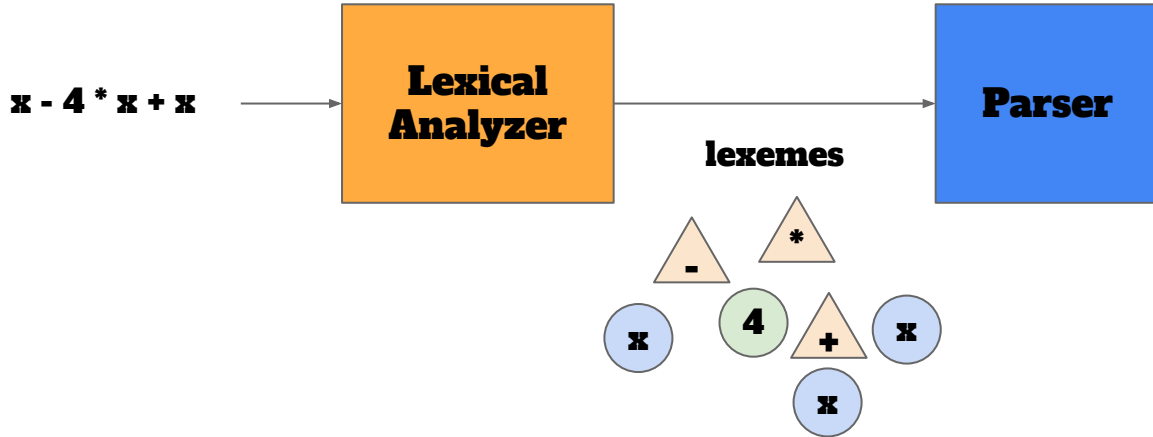 x - 4 * x + x
Lexical
Analyzer
Parser
lexemes
*
-
4
x
+
x
x